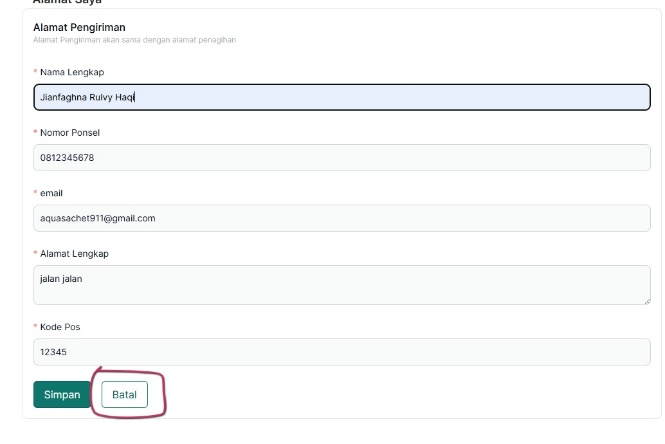 Alamat Saya
Alamat Pengiriman
Alamat Pengiriman akan sama dengan alamat penagihan
* Nama Lengkap
Jianfaghna Rulvy Haqi
* Nomor Ponsel
0812345678
* email
aquasachet911@gmail.com
* Alamat Lengkap
jalan jalan
* Kode Pos
12345
Simpan Batal